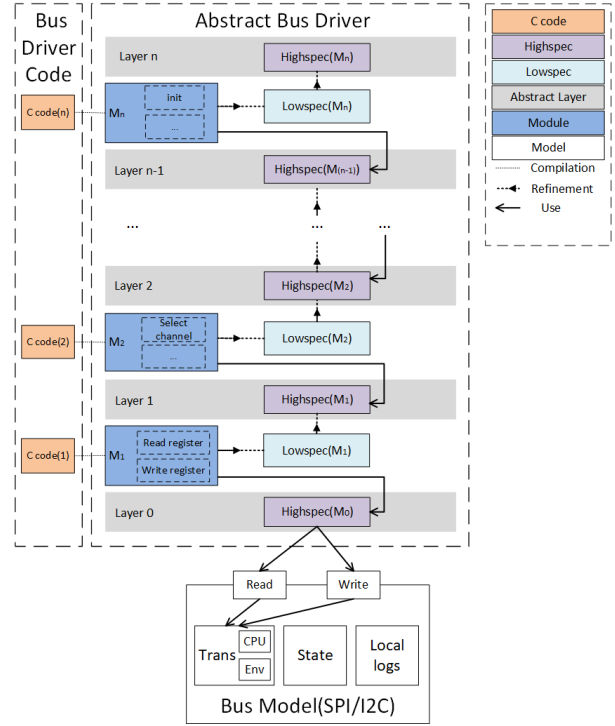 Bus
Driver
Code
Abstract Bus Driver
C code
Highspec
Lowspec
Abstract Layer
Module
Model
Compilation
Refinement
Use
Layer n
Highspec(Mn)
C code(n)
Mn
init
...
Lowspec(Mn)
Layer n-1
Highspec(M(n-1))
...
...
...
Layer 2
Highspec(M2)
C code(2)
M2
Select
channel
...
Lowspec(M2)
Layer 1
Highspec(M1)
C code(1)
M1
Read register
Write register
Lowspec(M1)
Layer 0
Highspec(M0)
Read
Write
Trans
CPU
Env
State
Local
logs
Bus Model(SPI/I2C)